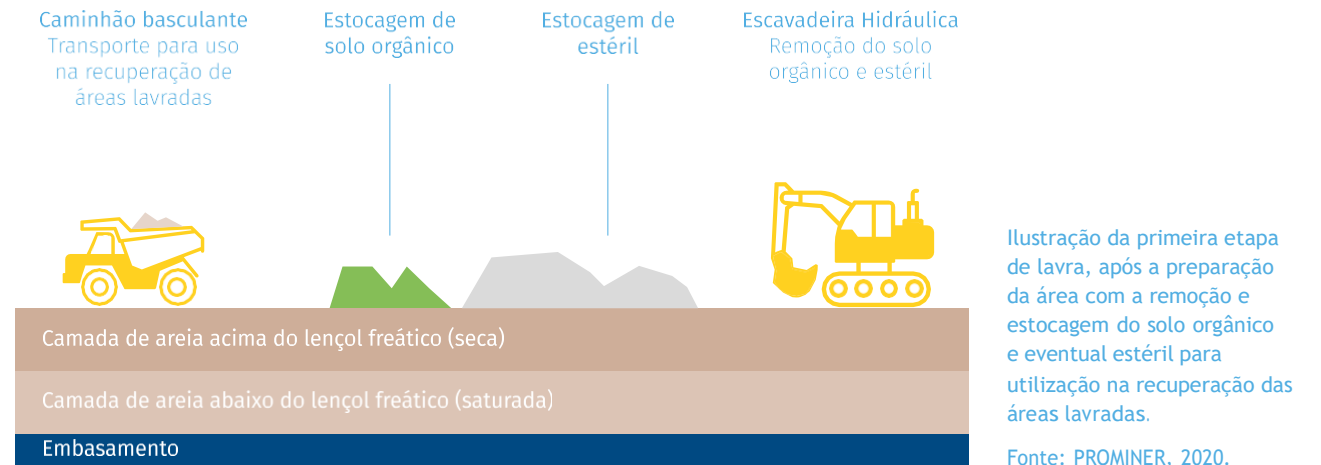 Caminhão basculante
Transporte para uso
na recuperação de
áreas lavradas
Estocagem de
solo orgânico
Estocagem de
estéril
Escavadeira Hidráulica
Remoção do solo
orgânico e estéril
Camada de areia acima do lençol freático (seca)
Camada de areia abaixo do lençol freático (saturada)
Embasamento
Ilustração da primeira etapa
de lavra, após a preparação
da área com a remoção e
estocagem do solo orgânico
e eventual estéril para
utilização na recuperação das
áreas lavradas.
Fonte: PROMINER, 2020.